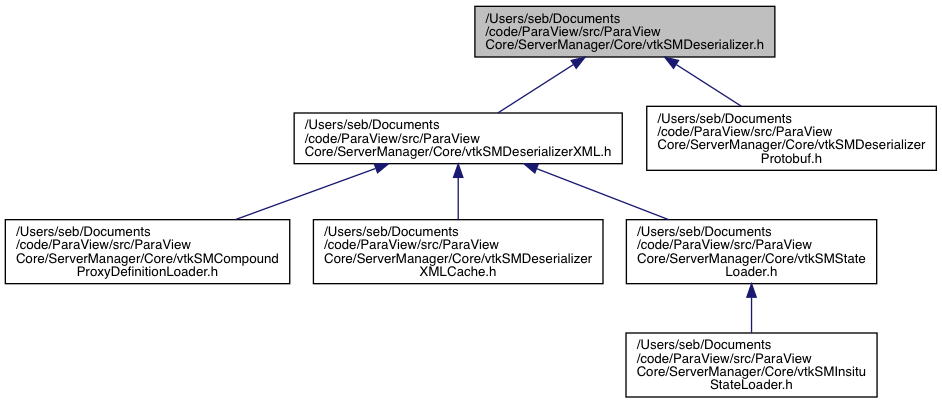 /Users/seb/Documents
/code/ParaView/src/ParaView
Core/ServerManager/Core/vtkSMDeserializer.h
/Users/seb/Documents
/code/ParaView/src/ParaView
Core/ServerManager/Core/vtkSMDeserializerXML.h
/Users/seb/Documents
/code/ParaView/src/ParaView
Core/ServerManager/Core/vtkSMDeserializer
Protobuf.h
/Users/seb/Documents
/code/ParaView/src/ParaView
Core/ServerManager/Core/vtkSMCompound
ProxyDefinitionLoader.h
/Users/seb/Documents
/code/ParaView/src/ParaView
Core/ServerManager/Core/vtkSMDeserializer
XMLCache.h
/Users/seb/Documents
/code/ParaView/src/ParaView
Core/ServerManager/Core/vtkSMState
Loader.h
/Users/seb/Documents
/code/ParaView/src/ParaView
Core/ServerManager/Core/vtkSMInsitu
StateLoader.h